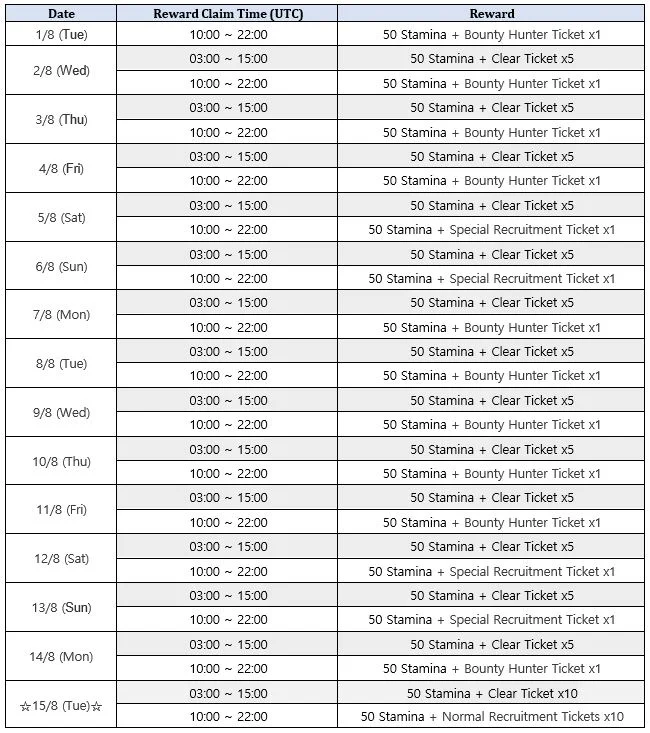 Date Reward Claim Time (UTC) Reward
1/8 (Tue) 10:00 ~ 22:00 50 Stamina + Bounty Hunter Ticket x1
2/8 (Wed) 03:00 ~ 15:00 50 Stamina + Clear Ticket x5
10:00 ~ 22:00 50 Stamina + Bounty Hunter Ticket x1
3/8 (Thu) 03:00 ~ 15:00 50 Stamina + Clear Ticket x5
10:00 ~ 22:00 50 Stamina + Bounty Hunter Ticket x1
4/8 (Fri) 03:00 ~ 15:00 50 Stamina + Clear Ticket x5
10:00 ~ 22:00 50 Stamina + Bounty Hunter Ticket x1
5/8 (Sat) 03:00 ~ 15:00 50 Stamina + Clear Ticket x5
10:00 ~ 22:00 50 Stamina + Special Recruitment Ticket x1
6/8 (Sun) 03:00 ~ 15:00 50 Stamina + Clear Ticket x5
10:00 ~ 22:00 50 Stamina + Special Recruitment Ticket x1
7/8 (Mon) 03:00 ~ 15:00 50 Stamina + Clear Ticket x5
10:00 ~ 22:00 50 Stamina + Bounty Hunter Ticket x1
8/8 (Tue) 03:00 ~ 15:00 50 Stamina + Clear Ticket x5
10:00 ~ 22:00 50 Stamina + Bounty Hunter Ticket x1
9/8 (Wed) 03:00 ~ 15:00 50 Stamina + Clear Ticket x5
10:00 ~ 22:00 50 Stamina + Bounty Hunter Ticket x1
10/8 (Thu) 03:00 ~ 15:00 50 Stamina + Clear Ticket x5
10:00 ~ 22:00 50 Stamina + Bounty Hunter Ticket x1
11/8 (Fri) 03:00 ~ 15:00 50 Stamina + Clear Ticket x5
10:00 ~ 22:00 50 Stamina + Bounty Hunter Ticket x1
12/8 (Sat) 03:00 ~ 15:00 50 Stamina + Clear Ticket x5
10:00 ~ 22:00 50 Stamina + Special Recruitment Ticket x1
13/8 (Sun) 03:00 ~ 15:00 50 Stamina + Clear Ticket x5
10:00 ~ 22:00 50 Stamina + Special Recruitment Ticket x1
14/8 (Mon) 03:00 ~ 15:00 50 Stamina + Clear Ticket x5
10:00 ~ 22:00 50 Stamina + Bounty Hunter Ticket x1
☆15/8 (Tue)☆ 03:00 ~ 15:00 50 Stamina + Clear Ticket x10
10:00 ~ 22:00 50 Stamina + Normal Recruitment Tickets x10